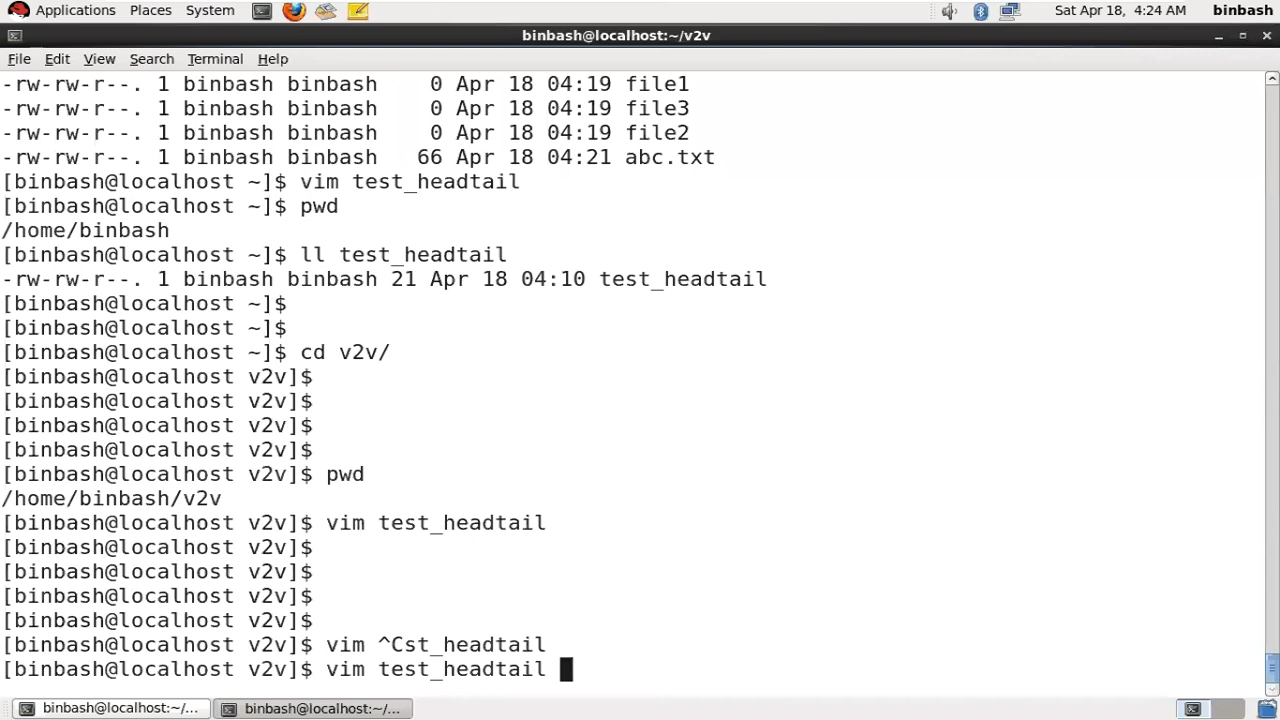 Applications Places System Sat Apr 18, 4:24 AM binbash
binbash@localhost:~/v2v
File Edit View Search Terminal Help
-rw-rw-r--. 1 binbash binbash    0 Apr 18 04:19 file1
-rw-rw-r--. 1 binbash binbash    0 Apr 18 04:19 file3
-rw-rw-r--. 1 binbash binbash    0 Apr 18 04:19 file2
-rw-rw-r--. 1 binbash binbash   66 Apr 18 04:21 abc.txt
[binbash@localhost ~]$ vim test_headtail
[binbash@localhost ~]$ pwd
/home/binbash
[binbash@localhost ~]$ ll test_headtail
-rw-rw-r--. 1 binbash binbash 21 Apr 18 04:10 test_headtail
[binbash@localhost ~]$
[binbash@localhost ~]$
[binbash@localhost ~]$ cd v2v/
[binbash@localhost v2v]$
[binbash@localhost v2v]$
[binbash@localhost v2v]$
[binbash@localhost v2v]$
[binbash@localhost v2v]$ pwd
/home/binbash/v2v
[binbash@localhost v2v]$ vim test_headtail
[binbash@localhost v2v]$
[binbash@localhost v2v]$
[binbash@localhost v2v]$
[binbash@localhost v2v]$
[binbash@localhost v2v]$ vim ^Cst_headtail
[binbash@localhost v2v]$ vim test_headtail
binbash@localhost:~/... binbash@localhost:~/...